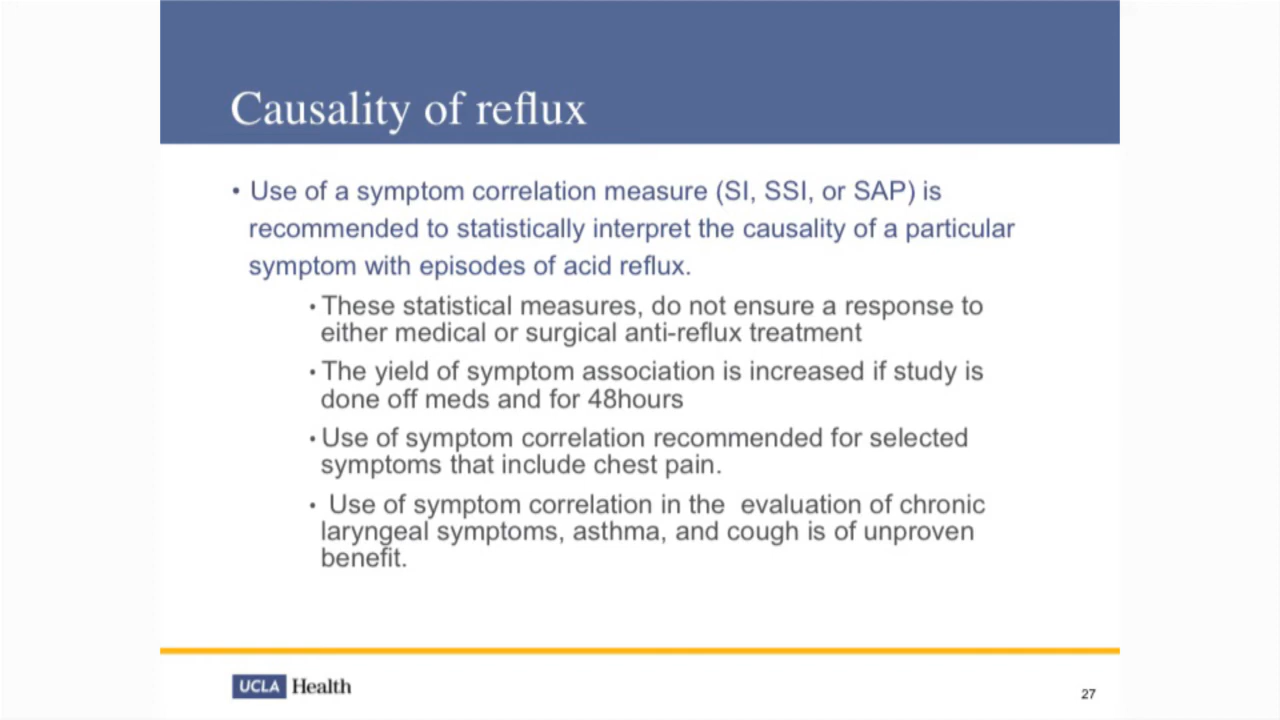 Causality of reflux
• Use of a symptom correlation measure (SI, SSI, or SAP) is
recommended to statistically interpret the causality of a particular
symptom with episodes of acid reflux.
• These statistical measures, do not ensure a response to
either medical or surgical anti-reflux treatment
• The yield of symptom association is increased if study is
done off meds and for 48hours
• Use of symptom correlation recommended for selected
symptoms that include chest pain.
• Use of symptom correlation in the evaluation of chronic
laryngeal symptoms, asthma, and cough is of unproven
benefit.
UCLA Health
27